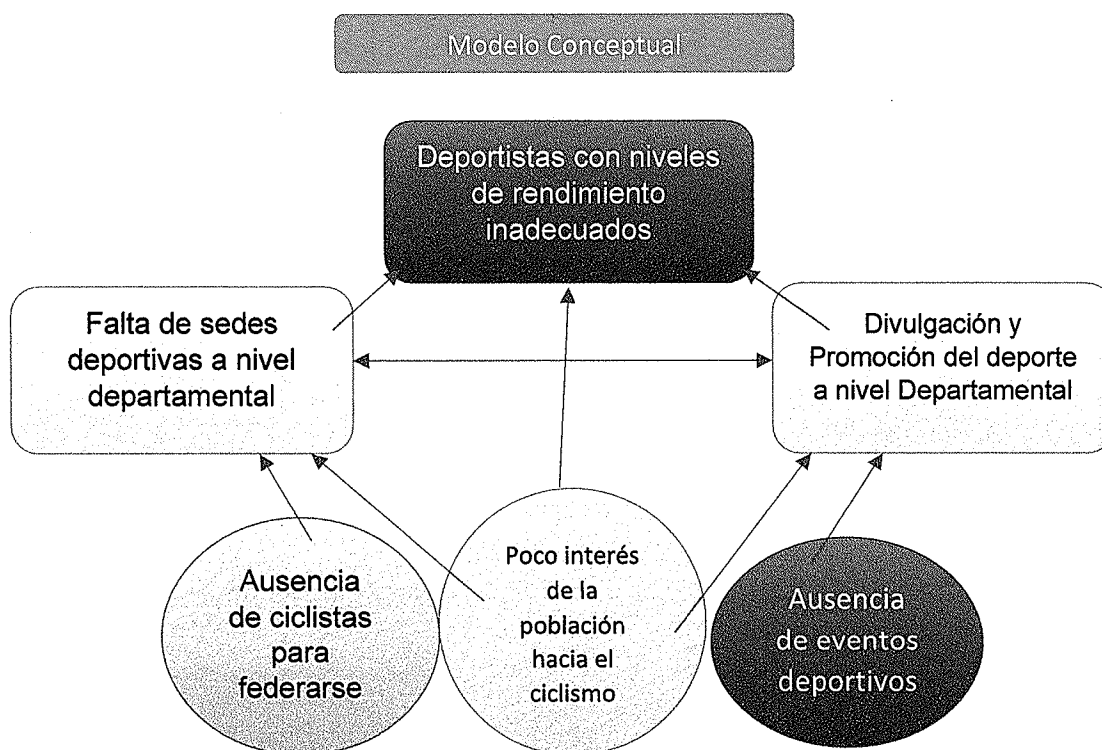 Modelo Conceptual
Deportistas con niveles
de rendimiento
inadecuados
Falta de sedes
deportivas a nivel
departamental
Divulgación y
Promoción del deporte
a nivel Departamental
Ausencia
de ciclistas
para
federarse
Poco interés
de la
población
hacia el
ciclismo
Ausencia
de eventos
deportivos